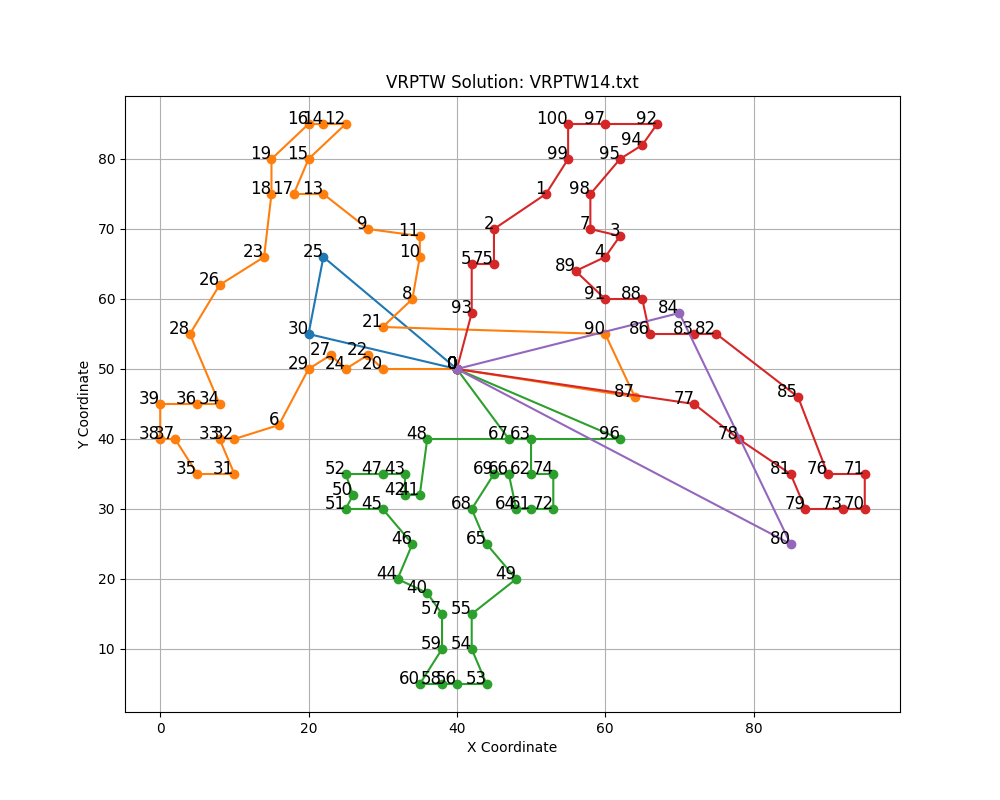 VRPTW Solution: VRPTW14.txt
16 14 12 100 97 92
94
19 15 99 95
18 17 13 1 98
9 2 7
11 3
23 25 10 5 75 4
89
26 8 93 91 88
84
28 30 21 90 86 83 82
27 22
29 24 20 0
39 36 34 87 77 85
6
38 37 33 32 48 67 63 96 78
35 31 52 47 43 69 66 62 74 81 76 71
50 42 41
51 45 68 64 61 72 79 73 70
46 65 80
44 49
40
57 55
59 54
60 58 56 53
80
70
60
50
40
30
20
10
Y Coordinate
0 20 40 60 80
X Coordinate